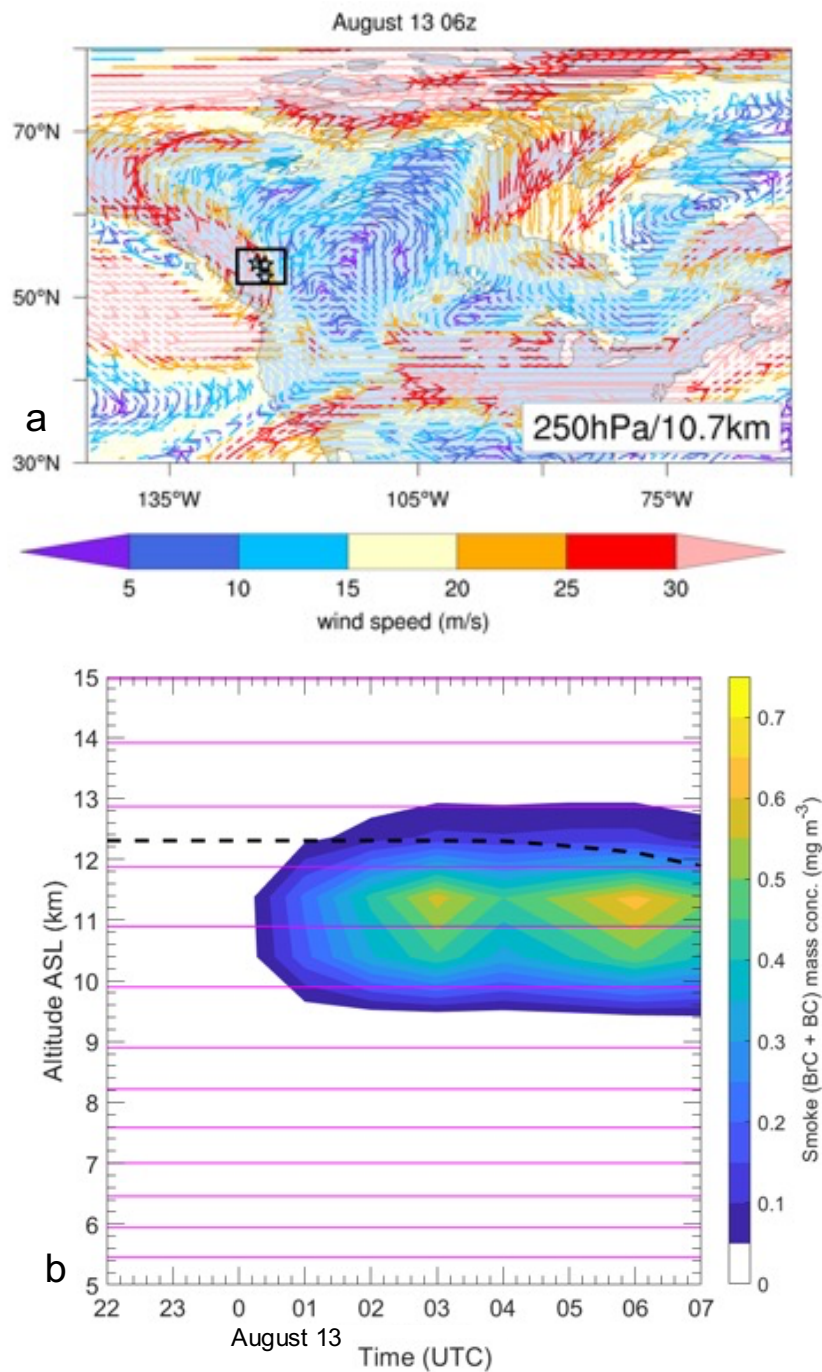 August 13 06z
70°N
50°N
30°N
a
250hPa/10.7km
135°W 105°W 75°W
5 10 15 20 25 30
wind speed (m/s)
15
14
13
12
11
10
9
8
7
6
5
Altitude ASL (km)
b
22 23 0 01 02 03 04 05 06 07
August 13
Time (UTC)
0.7
0.6
0.5
0.4
0.3
0.2
0.1
0
Smoke (BrC + BC) mass conc. (mg m⁻³)